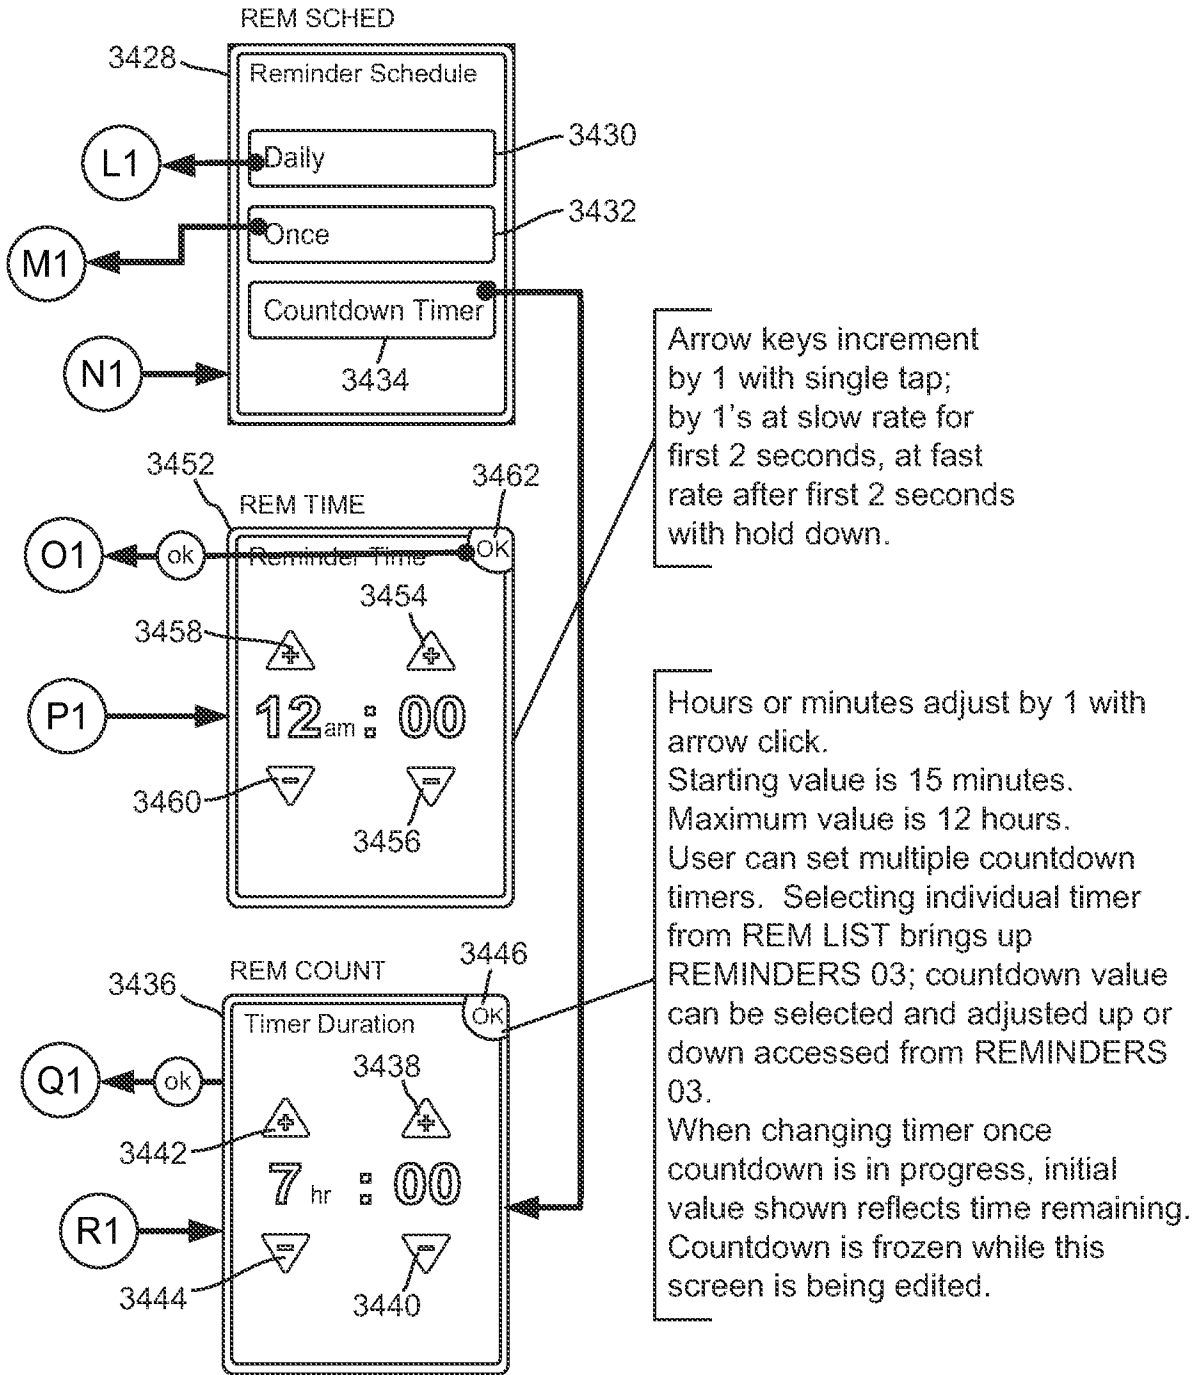 REM SCHED
3428
Reminder Schedule
3430
L1
Daily
3432
M1
Once
Countdown Timer
N1
3434
Arrow keys increment
by 1 with single tap;
by 1's at slow rate for
first 2 seconds, at fast
rate after first 2 seconds
with hold down.
3452
3462
REM TIME
O1
ok
Reminder Time
OK
3454
3458
+
+
P1
12 am : 00
-
-
3460
3456
Hours or minutes adjust by 1 with
arrow click.
Starting value is 15 minutes.
Maximum value is 12 hours.
User can set multiple countdown
timers. Selecting individual timer
from REM LIST brings up
REMINDERS 03; countdown value
can be selected and adjusted up or
down accessed from REMINDERS
03.
When changing timer once
countdown is in progress, initial
value shown reflects time remaining.
Countdown is frozen while this
screen is being edited.
3446
REM COUNT
3436
Timer Duration
OK
3438
Q1
ok
+
+
3442
7 hr : 00
R1
-
-
3444
3440